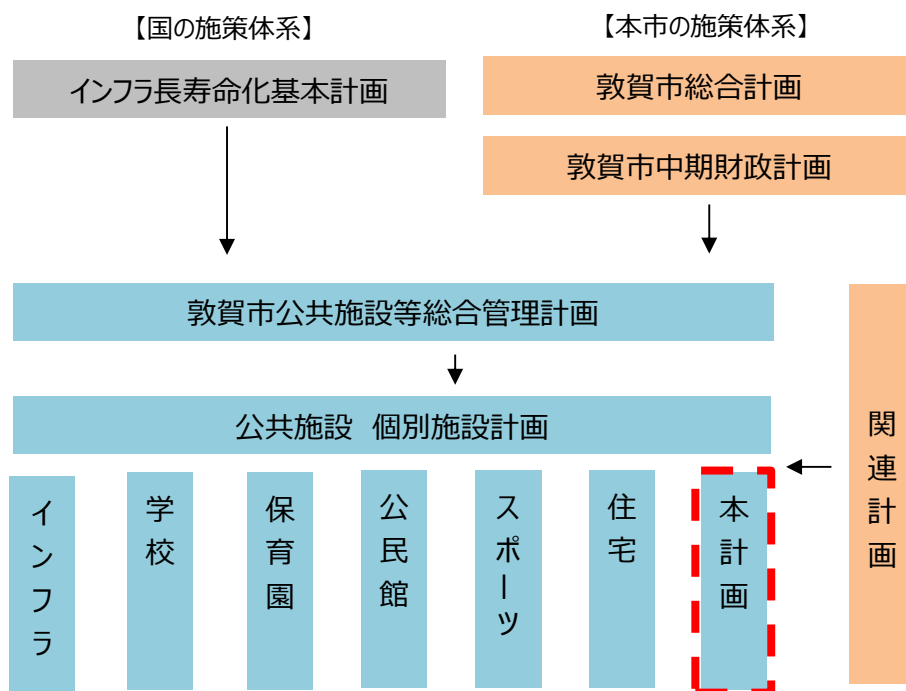 【国の施策体系】
【本市の施策体系】
インフラ長寿命化基本計画
敦賀市総合計画
敦賀市中期財政計画
敦賀市公共施設等総合管理計画
公共施設 個別施設計画
インフラ
学校
保育園
公民館
スポーツ
住宅
本計画
関連計画